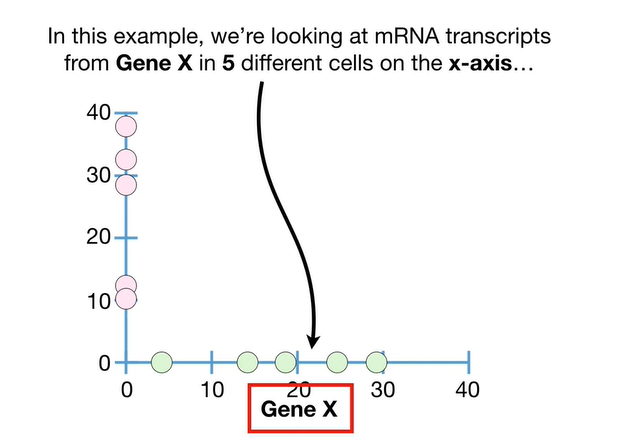 In this example, we're looking at mRNA transcripts
from Gene X in 5 different cells on the x-axis…
40
30
20
10
0
0 10 20 30 40
Gene X